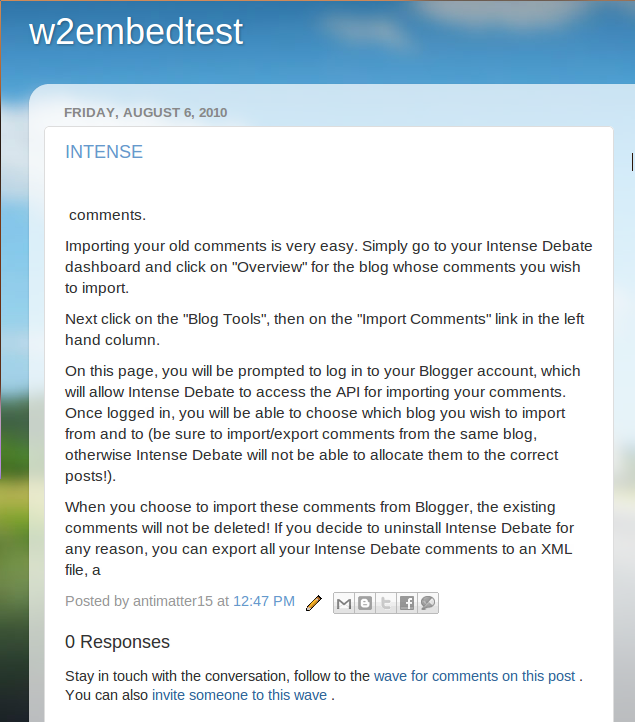 w2embedtest
FRIDAY, AUGUST 6, 2010
INTENSE
comments.
Importing your old comments is very easy. Simply go to your Intense Debate
dashboard and click on "Overview" for the blog whose comments you wish
to import.
Next click on the "Blog Tools", then on the "Import Comments" link in the left
hand column.
On this page, you will be prompted to log in to your Blogger account, which
will allow Intense Debate to access the API for importing your comments.
Once logged in, you will be able to choose which blog you wish to import
from and to (be sure to import/export comments from the same blog,
otherwise Intense Debate will not be able to allocate them to the correct
posts!).
When you choose to import these comments from Blogger, the existing
comments will not be deleted! If you decide to uninstall Intense Debate for
any reason, you can export all your Intense Debate comments to an XML
file, a
Posted by antimatter15 at 12:47 PM
0 Responses
Stay in touch with the conversation, follow to the wave for comments on this post .
You can also invite someone to this wave .